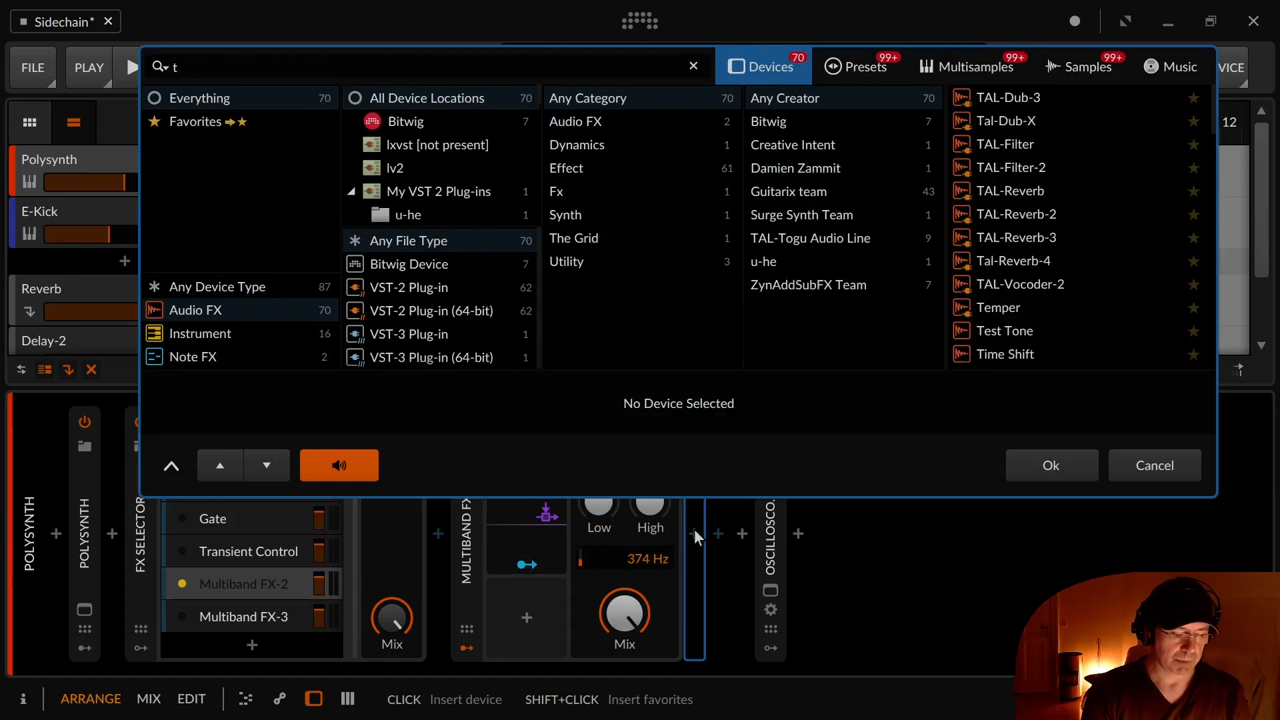 Sidechain*
FILE
PLAY
VICE
t
Devices 70
Presets 99+
Multisamples 99+
Samples 99+
Music
Everything 70
Favorites
Any Device Type 87
Audio FX 70
Instrument 16
Note FX 2
All Device Locations 70
Bitwig 7
lxvst [not present]
lv2
My VST 2 Plug-ins 1
u-he 1
Any File Type 70
Bitwig Device 7
VST-2 Plug-in 62
VST-2 Plug-in (64-bit) 62
VST-3 Plug-in 1
VST-3 Plug-in (64-bit) 1
Any Category 70
Audio FX 2
Dynamics 1
Effect 61
Fx 1
Synth 1
The Grid 1
Utility 3
Any Creator 70
Bitwig 7
Creative Intent 1
Damien Zammit 1
Guitarix team 43
Surge Synth Team 1
TAL-Togu Audio Line 9
u-he 1
ZynAddSubFX Team 7
TAL-Dub-3
Tal-Dub-X
TAL-Filter
TAL-Filter-2
TAL-Reverb
TAL-Reverb-2
TAL-Reverb-3
Tal-Reverb-4
TAL-Vocoder-2
Temper
Test Tone
Time Shift
No Device Selected
Ok
Cancel
12
Polysynth
E-Kick
Reverb
Delay-2
POLYSYNTH
POLYSYNTH
FX SELECTOR
Gate
Transient Control
Multiband FX-2
Multiband FX-3
Mix
MULTIBAND FX
Low
High
374 Hz
Mix
OSCILLOSCO.
ARRANGE
MIX
EDIT
CLICK Insert device
SHIFT+CLICK Insert favorites